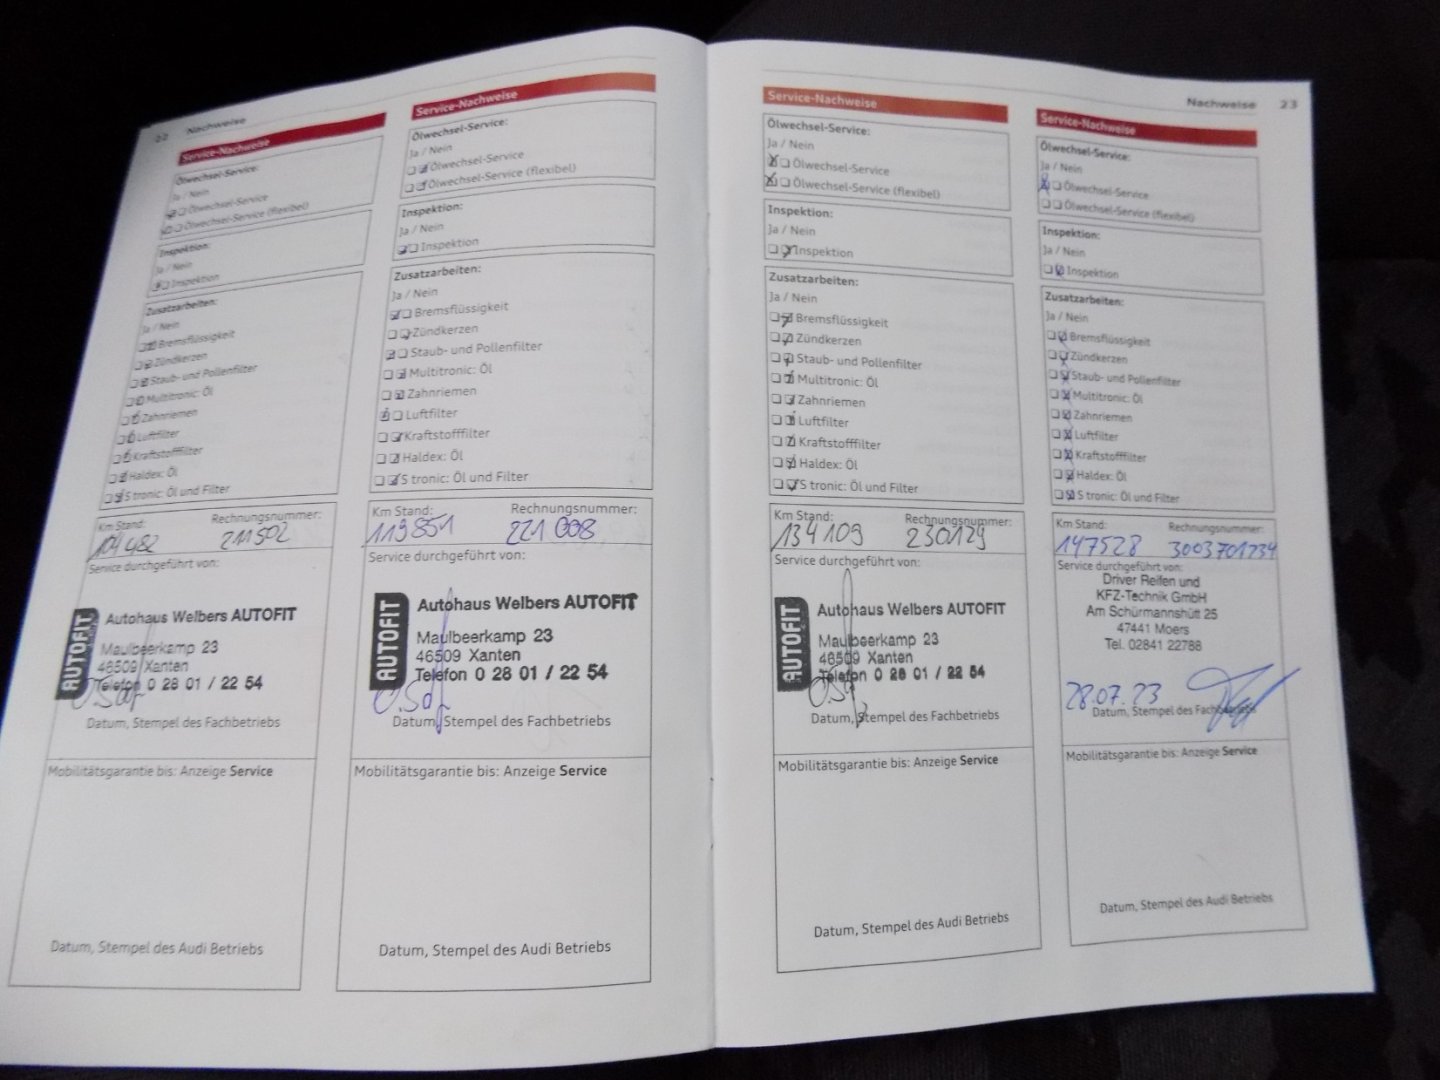 22 Nachweise
Service-Nachweise
Ölwechsel-Service:
Ja / Nein
Ölwechsel-Service
Ölwechsel-Service (flexibel)
Inspektion:
Ja / Nein
Inspektion
Zusatzarbeiten:
Ja / Nein
Bremsflüssigkeit
Zündkerzen
Staub- und Pollenfilter
Multitronic: Öl
Zahnriemen
Luftfilter
Kraftstofffilter
Haldex: Öl
S tronic: Öl und Filter
Km Stand: Rechnungsnummer:
104 482 211502
Service durchgeführt von:
AUTOFIT
Autohaus Welbers AUTOFIT
Maulbeerkamp 23
46509 Xanten
Telefon 0 28 01 / 22 54
Datum, Stempel des Fachbetriebs
Mobilitätsgarantie bis: Anzeige Service
Datum, Stempel des Audi Betriebs
Service-Nachweise
Ölwechsel-Service:
Ja / Nein
Ölwechsel-Service
Ölwechsel-Service (flexibel)
Inspektion:
Ja / Nein
Inspektion
Zusatzarbeiten:
Ja / Nein
Bremsflüssigkeit
Zündkerzen
Staub- und Pollenfilter
Multitronic: Öl
Zahnriemen
Luftfilter
Kraftstofffilter
Haldex: Öl
S tronic: Öl und Filter
Km Stand: Rechnungsnummer:
119851 221008
Service durchgeführt von:
AUTOFIT
Autohaus Welbers AUTOFIT
Maulbeerkamp 23
46509 Xanten
Telefon 0 28 01 / 22 54
Datum, Stempel des Fachbetriebs
Mobilitätsgarantie bis: Anzeige Service
Datum, Stempel des Audi Betriebs
Service-Nachweise
Ölwechsel-Service:
Ja / Nein
Ölwechsel-Service
Ölwechsel-Service (flexibel)
Inspektion:
Ja / Nein
Inspektion
Zusatzarbeiten:
Ja / Nein
Bremsflüssigkeit
Zündkerzen
Staub- und Pollenfilter
Multitronic: Öl
Zahnriemen
Luftfilter
Kraftstofffilter
Haldex: Öl
S tronic: Öl und Filter
Km Stand: Rechnungsnummer:
134109 230129
Service durchgeführt von:
AUTOFIT
Autohaus Welbers AUTOFIT
Maulbeerkamp 23
46509 Xanten
Telefon 0 28 01 / 22 54
Datum, Stempel des Fachbetriebs
Mobilitätsgarantie bis: Anzeige Service
Datum, Stempel des Audi Betriebs
Nachweise 23
Service-Nachweise
Ölwechsel-Service:
Ja / Nein
Ölwechsel-Service
Ölwechsel-Service (flexibel)
Inspektion:
Ja / Nein
Inspektion
Zusatzarbeiten:
Ja / Nein
Bremsflüssigkeit
Zündkerzen
Staub- und Pollenfilter
Multitronic: Öl
Zahnriemen
Luftfilter
Kraftstofffilter
Haldex: Öl
S tronic: Öl und Filter
Km Stand: Rechnungsnummer:
147528 3003701234
Service durchgeführt von:
Driver Reifen und
KFZ-Technik GmbH
Am Schürmannshütt 25
47441 Moers
Tel. 02841 22788
28.07.23
Datum, Stempel des Fachbetriebs
Mobilitätsgarantie bis: Anzeige Service
Datum, Stempel des Audi Betriebs